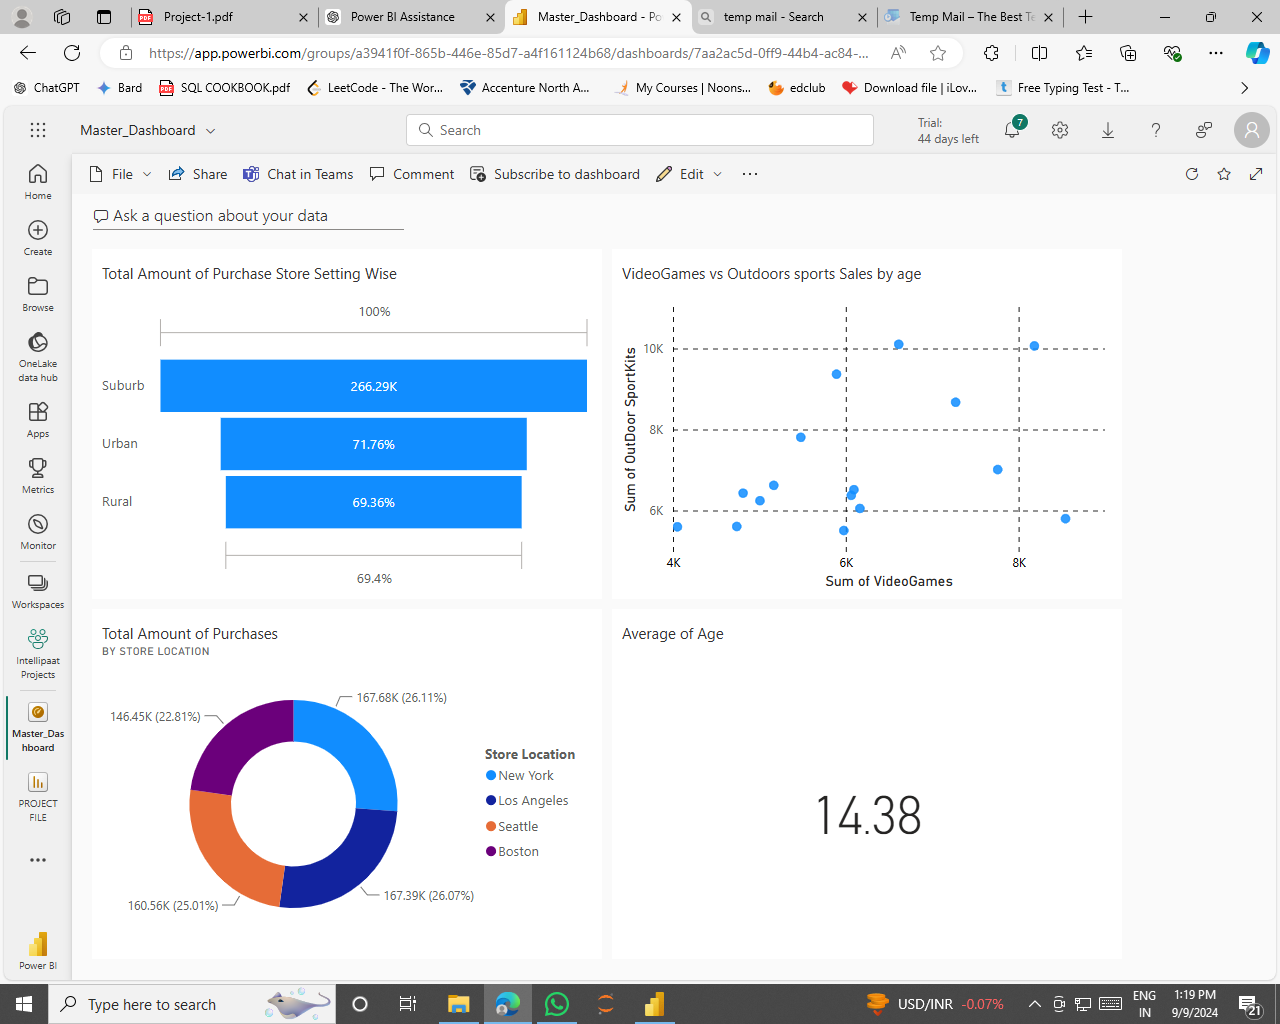 Project-1.pdf
Power BI Assistance
Master_Dashboard - Po
temp mail - Search
Temp Mail – The Best Te
https://app.powerbi.com/groups/a3941f0f-865b-446e-85d7-a4f161124b68/dashboards/7aa2ac5d-0ff9-44b4-ac84-...
ChatGPT
Bard
SQL COOKBOOK.pdf
LeetCode - The Wor...
Accenture North A...
My Courses | Noons...
edclub
Download file | iLov...
Free Typing Test - T...
Master_Dashboard
Search
Trial:
44 days left
7
File
Share
Chat in Teams
Comment
Subscribe to dashboard
Edit
Home
Create
Browse
OneLake
data hub
Apps
Metrics
Monitor
Workspaces
Intellipaat
Projects
Master_Das
hboard
PROJECT
FILE
Power BI
Ask a question about your data
Total Amount of Purchase Store Setting Wise
100%
Suburb
266.29K
Urban
71.76%
Rural
69.36%
69.4%
VideoGames vs Outdoors sports Sales by age
Sum of OutDoor SportKits
10K
8K
6K
4K
6K
8K
Sum of VideoGames
Total Amount of Purchases
BY STORE LOCATION
167.68K (26.11%)
146.45K (22.81%)
167.39K (26.07%)
160.56K (25.01%)
Store Location
New York
Los Angeles
Seattle
Boston
Average of Age
14.38
Type here to search
USD/INR -0.07%
ENG
IN
1:19 PM
9/9/2024
21